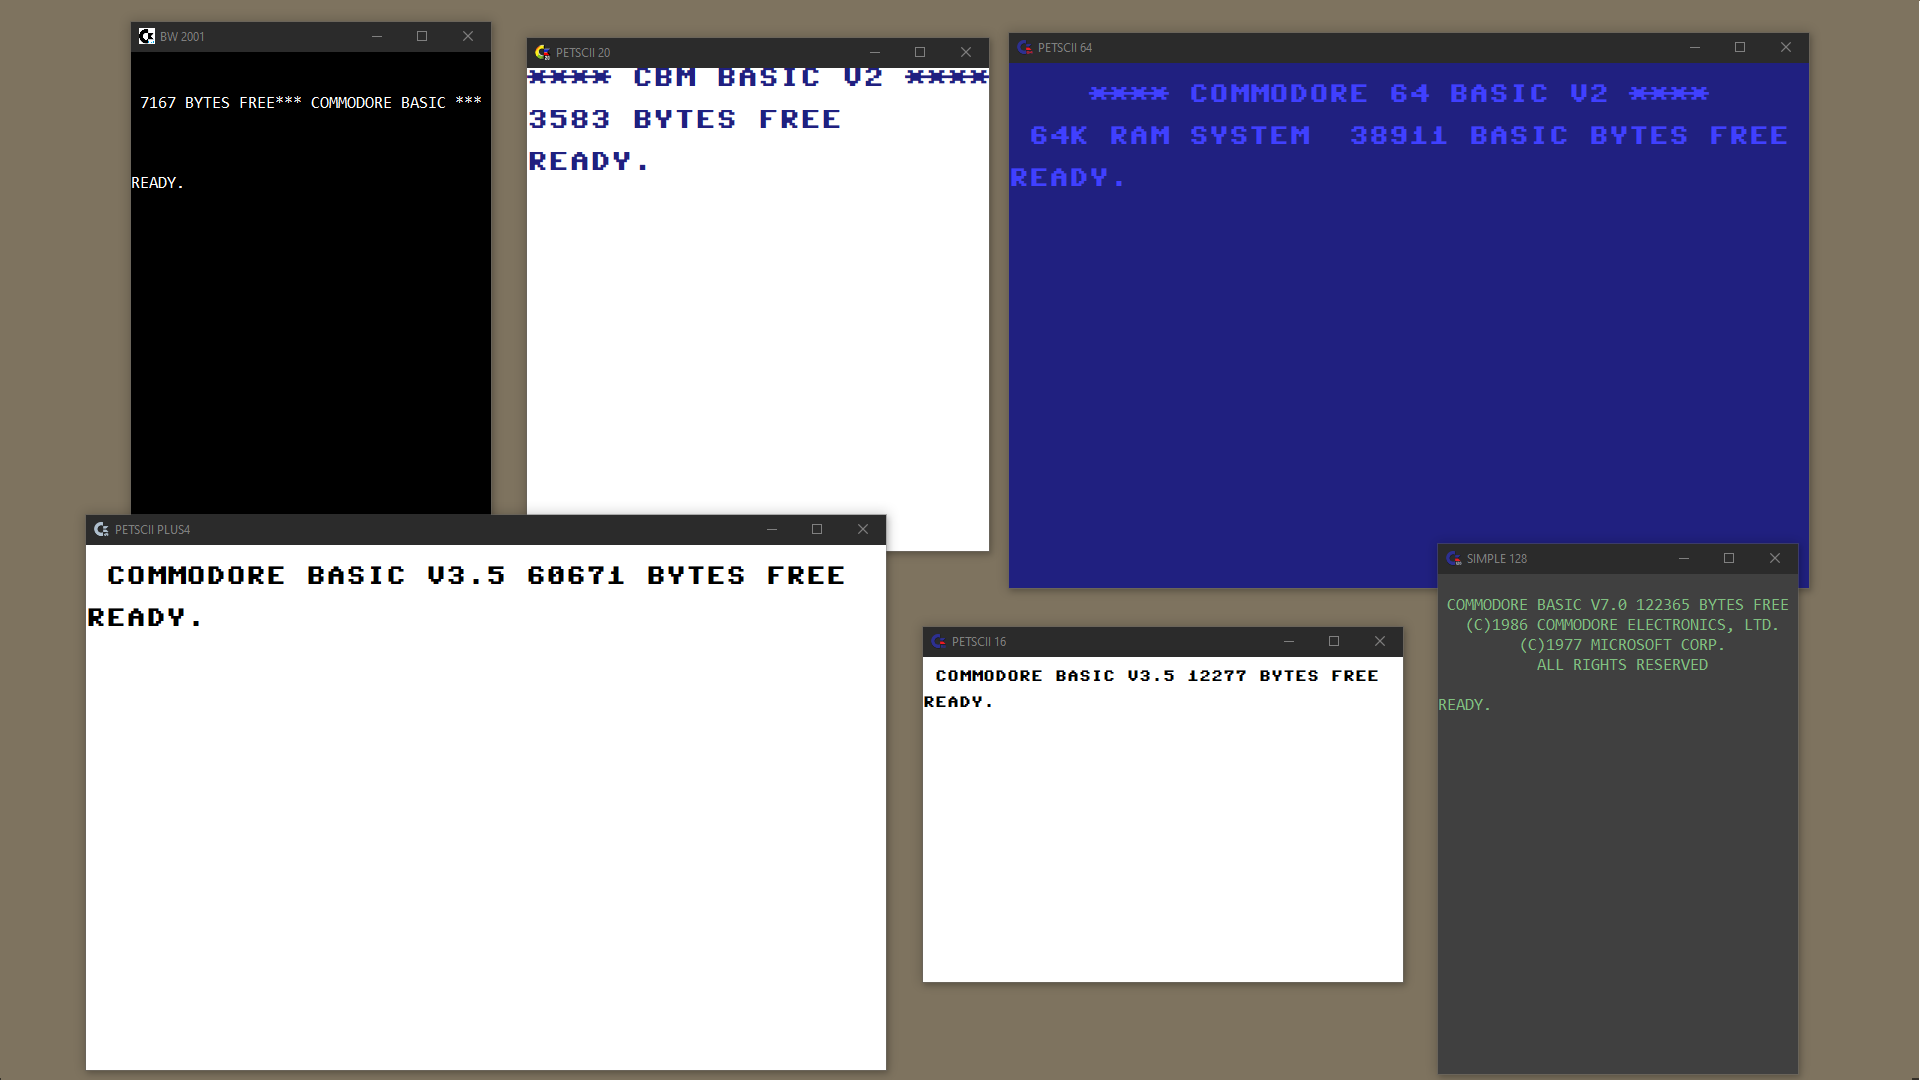 BW 2001
7167 BYTES FREE*** COMMODORE BASIC ***
READY.
PETSCII 20
**** CBM BASIC V2 ****
3583 BYTES FREE
READY.
PETSCII 64
**** COMMODORE 64 BASIC V2 ****
64K RAM SYSTEM  38911 BASIC BYTES FREE
READY.
PETSCII PLUS4
COMMODORE BASIC V3.5 60671 BYTES FREE
READY.
PETSCII 16
COMMODORE BASIC V3.5 12277 BYTES FREE
READY.
SIMPLE 128
COMMODORE BASIC V7.0 122365 BYTES FREE
(C)1986 COMMODORE ELECTRONICS, LTD.
(C)1977 MICROSOFT CORP.
ALL RIGHTS RESERVED
READY.